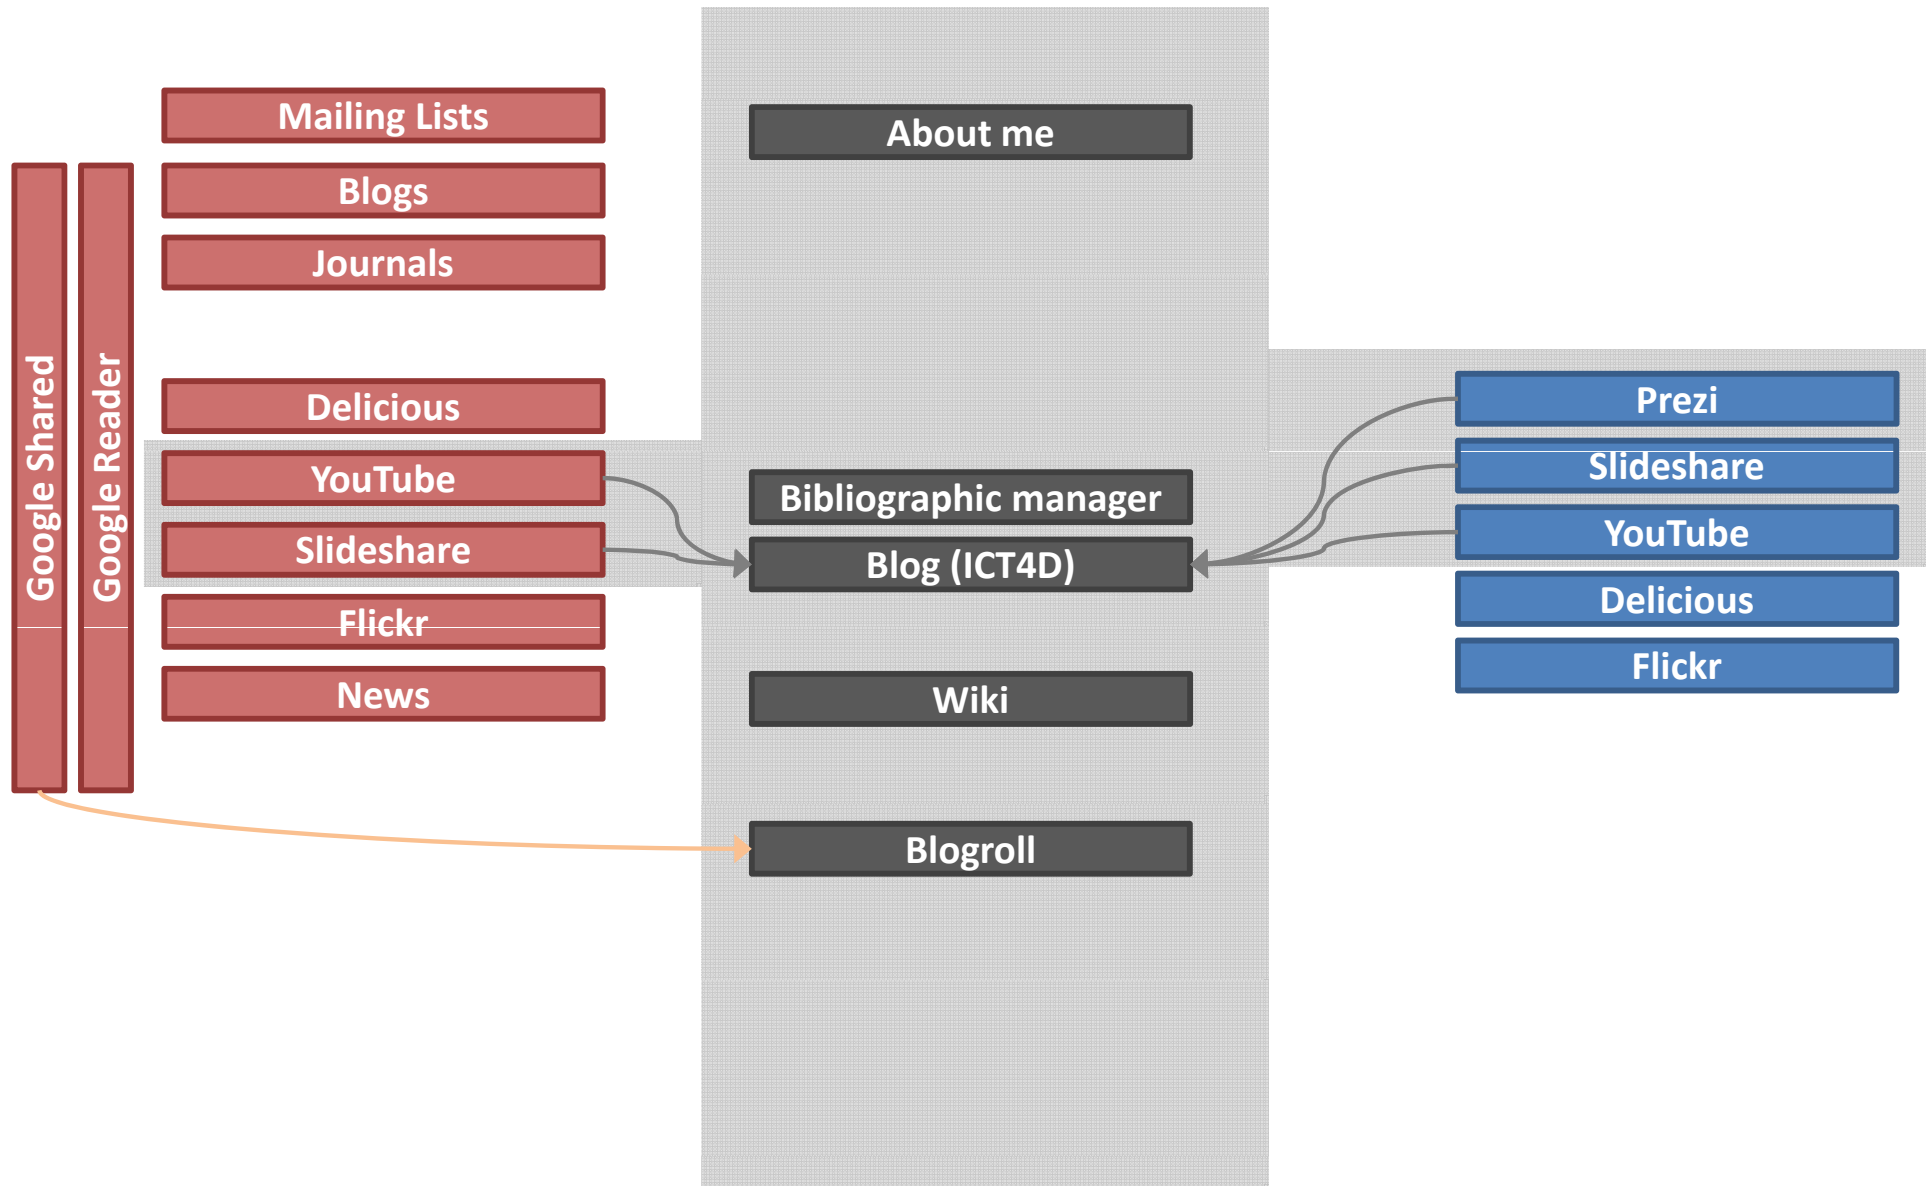 Google Shared
Google Reader
Mailing Lists
Blogs
Journals
Delicious
YouTube
Slideshare
Flickr
News
About me
Bibliographic manager
Blog (ICT4D)
Wiki
Blogroll
Prezi
Slideshare
YouTube
Delicious
Flickr